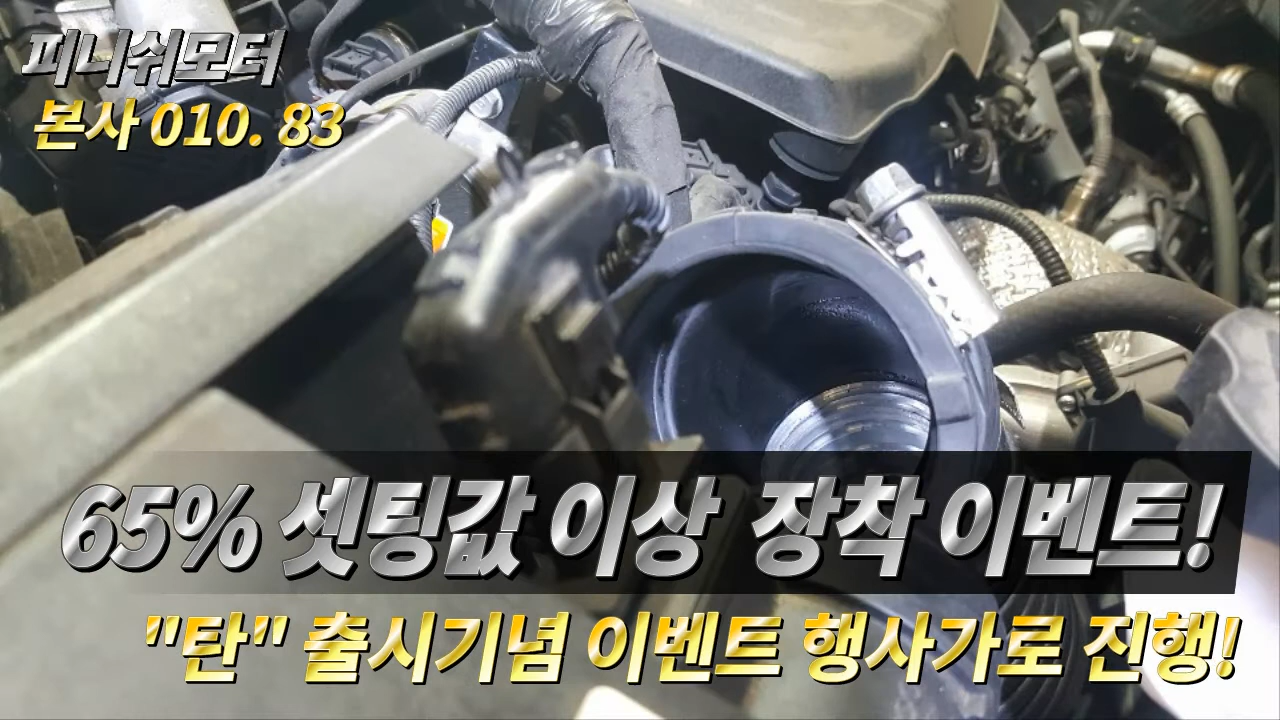 피니쉬모터
본사 010. 83
65% 셋팅값 이상 장착 이벤트!
"탄" 출시기념 이벤트 행사가로 진행!